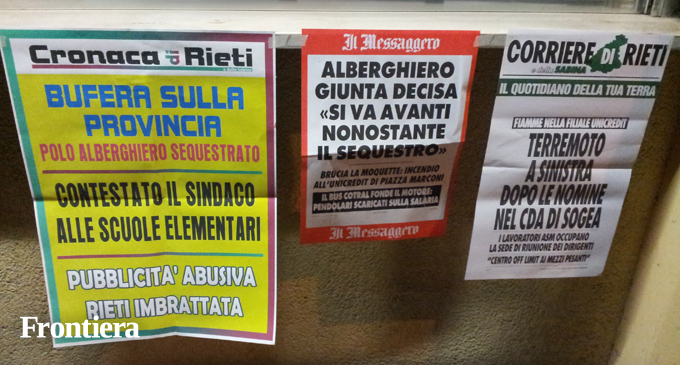 Cronaca di Rieti
e della sabina
BUFERA SULLA
PROVINCIA
POLO ALBERGHIERO SEQUESTRATO
CONTESTATO IL SINDACO
ALLE SCUOLE ELEMENTARI
PUBBLICITA' ABUSIVA
RIETI IMBRATTATA
Il Messaggero
ALBERGHIERO
GIUNTA DECISA
«SI VA AVANTI
NONOSTANTE
IL SEQUESTRO»
BRUCIA LA MOQUETTE: INCENDIO
ALL'UNICREDIT DI PIAZZA MARCONI
IL BUS COTRAL FONDE IL MOTORE:
PENDOLARI SCARICATI SULLA SALARIA
Il Messaggero
CORRIERE DI RIETI
e della SABINA
IL QUOTIDIANO DELLA TUA TERRA
FIAMME NELLA FILIALE UNICREDIT
TERREMOTO
A SINISTRA
DOPO LE NOMINE
NEL CDA DI SOGEA
I LAVORATORI ASM OCCUPANO
LA SEDE DI RIUNIONE DEI DIRIGENTI
"CENTRO OFF LIMIT AI MEZZI PESANTI"
Frontiera